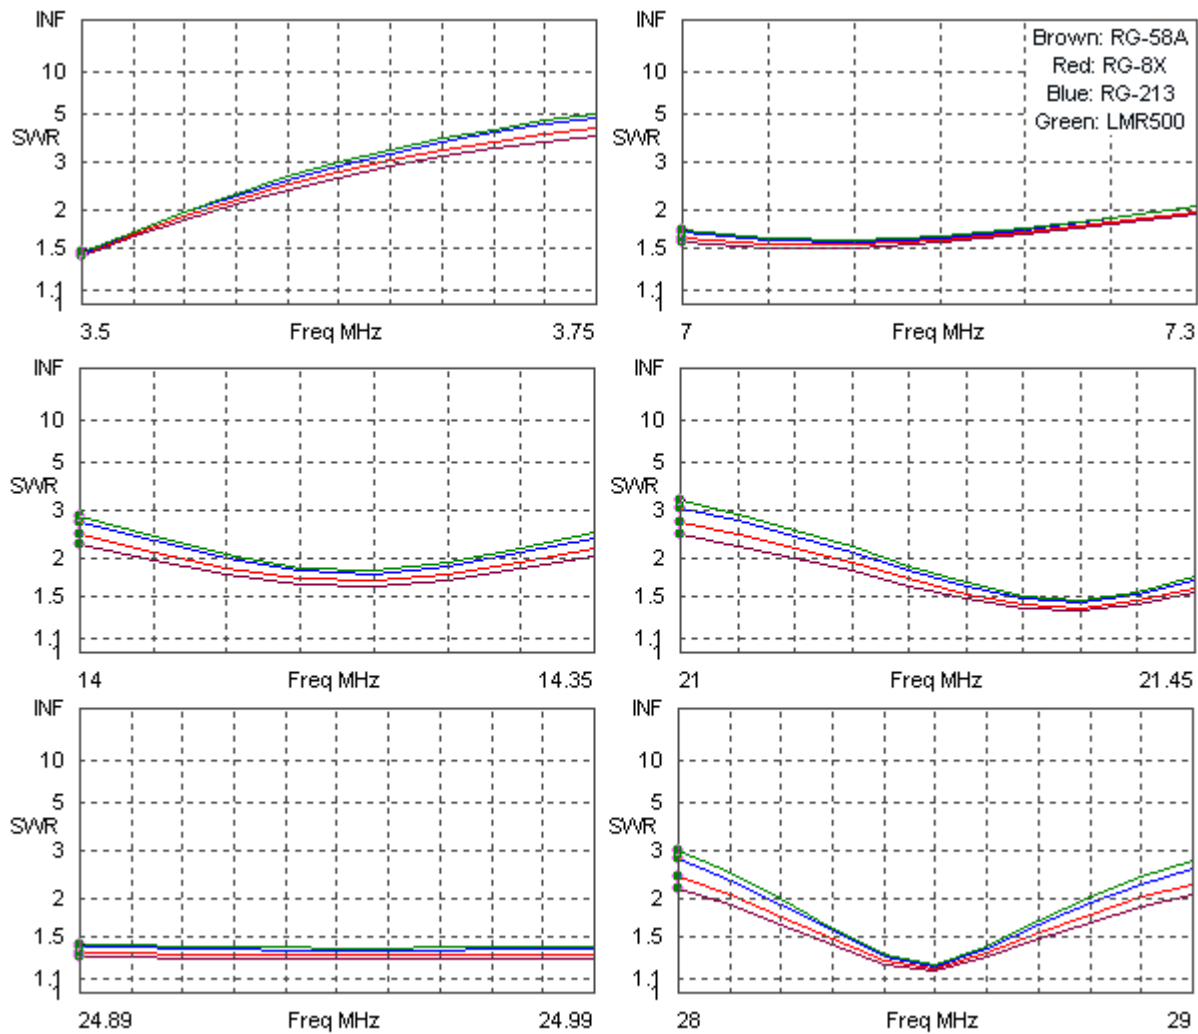 INF
10
5
SWR
3
2
1.5
1.1
3.5 Freq MHz 3.75
INF
10
5
SWR
3
2
1.5
1.1
Brown: RG-58A
Red: RG-8X
Blue: RG-213
Green: LMR500
7 Freq MHz 7.3
INF
10
5
SWR
3
2
1.5
1.1
14 Freq MHz 14.35
INF
10
5
SWR
3
2
1.5
1.1
21 Freq MHz 21.45
INF
10
5
SWR
3
2
1.5
1.1
24.89 Freq MHz 24.99
INF
10
5
SWR
3
2
1.5
1.1
28 Freq MHz 29